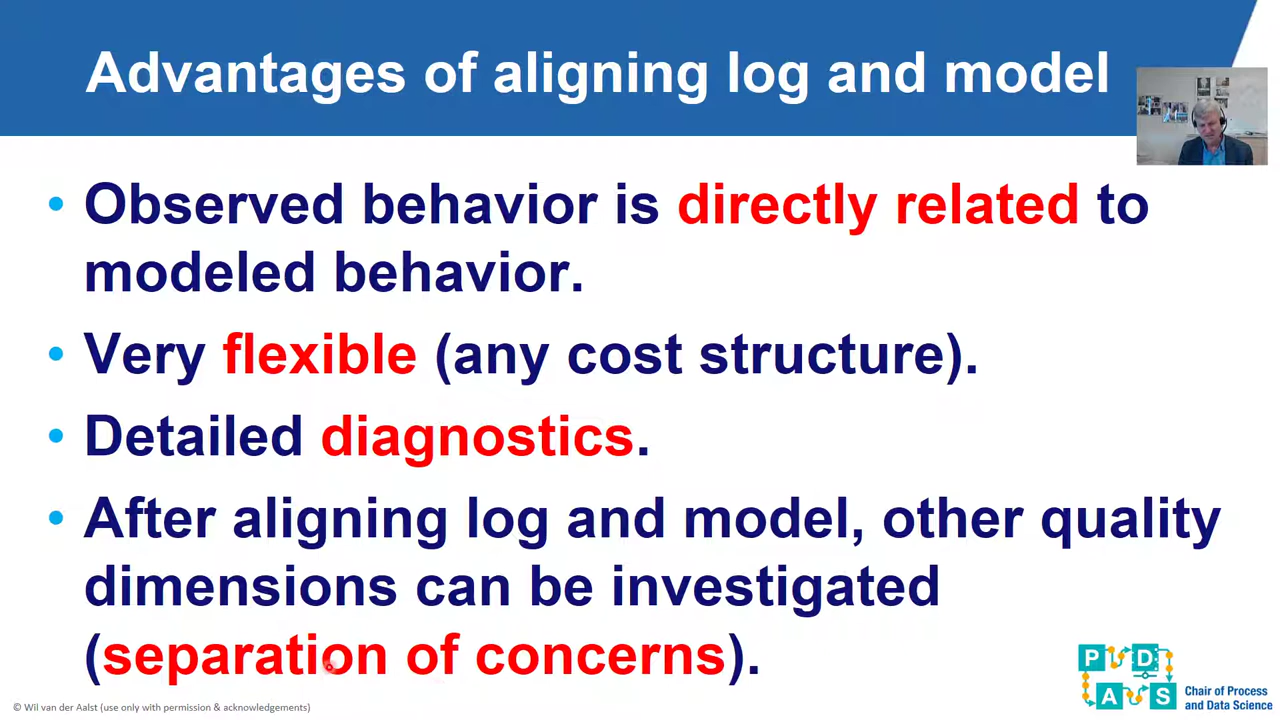 Advantages of aligning log and model
• Observed behavior is directly related to
modeled behavior.
• Very flexible (any cost structure).
• Detailed diagnostics.
• After aligning log and model, other quality
dimensions can be investigated
(separation of concerns).
P D
A S
Chair of Process
and Data Science
© Wil van der Aalst (use only with permission & acknowledgements)